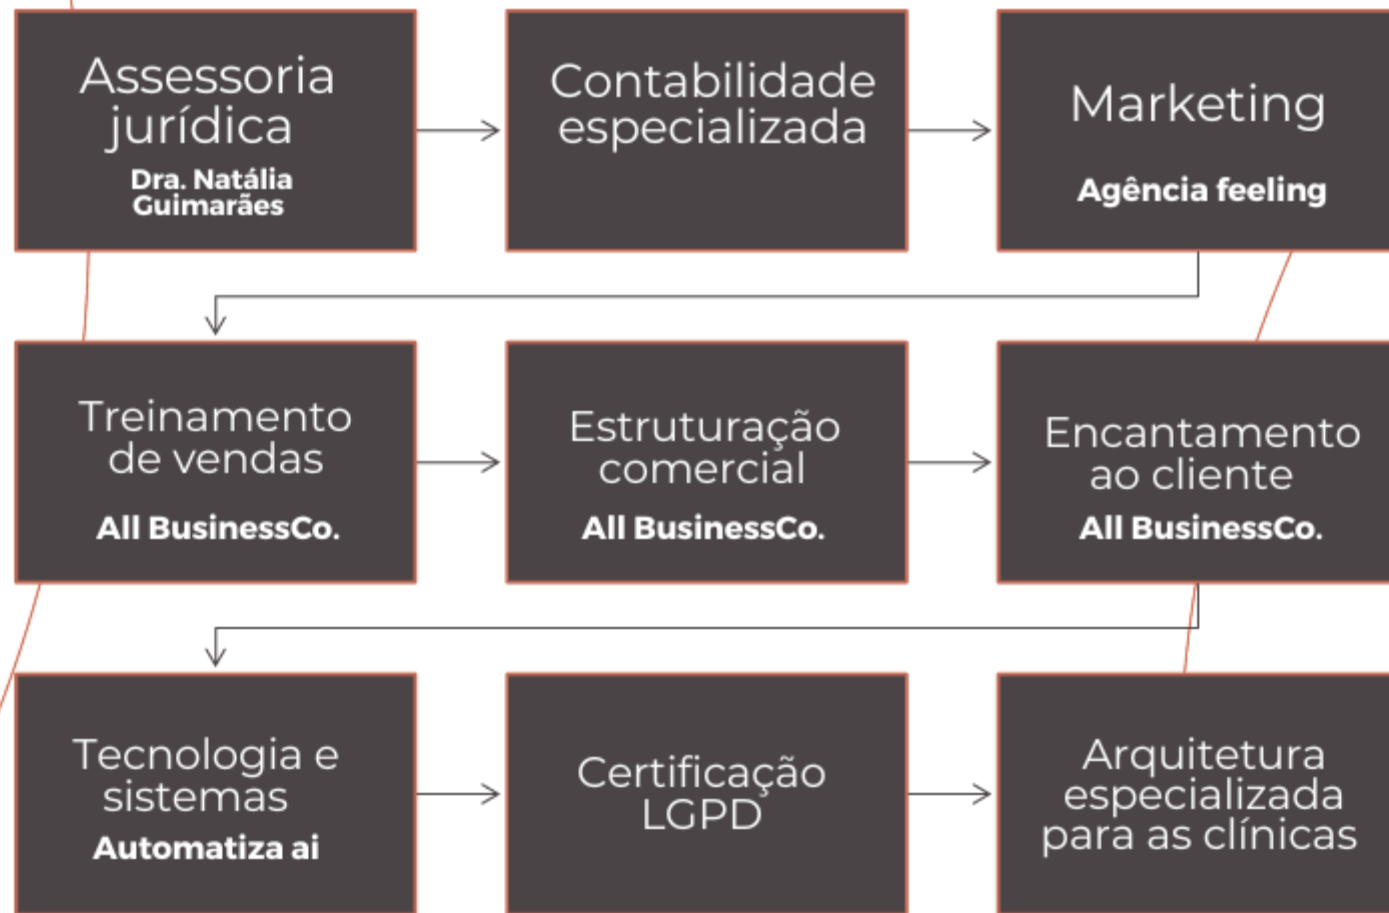 Assessoria
jurídica
Dra. Natália
Guimarães
Contabilidade
especializada
Marketing
Agência feeling
Treinamento
de vendas
All BusinessCo.
Estruturação
comercial
All BusinessCo.
Encantamento
ao cliente
All BusinessCo.
Tecnologia e
sistemas
Automatiza ai
Certificação
LGPD
Arquitetura
especializada
para as clínicas